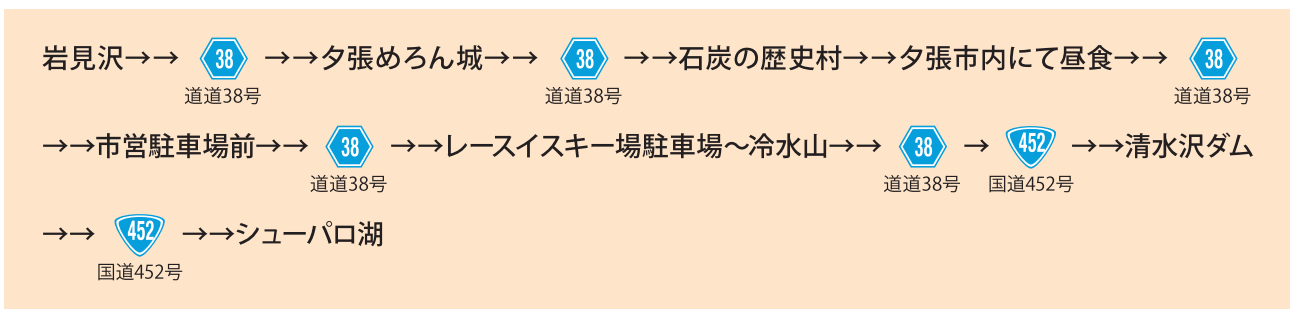 岩見沢→→ 38 →→夕張めろん城→→ 38 →→石炭の歴史村→→夕張市内にて昼食→→ 38
道道38号 道道38号 道道38号
→→市営駐車場前→→ 38 →→レースイスキー場駐車場〜冷水山→→ 38 → 452 →→清水沢ダム
道道38号 道道38号 国道452号
→→ 452 →→シューパロ湖
国道452号